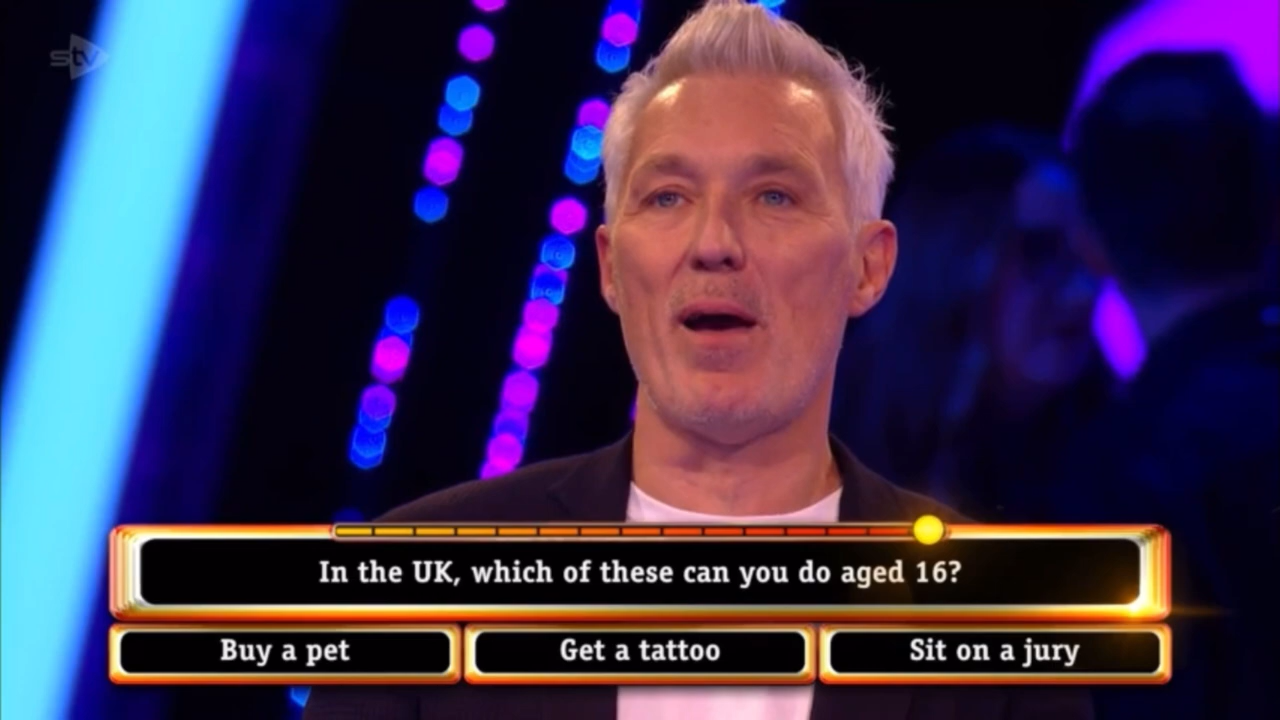 stv
In the UK, which of these can you do aged 16?
Buy a pet
Get a tattoo
Sit on a jury